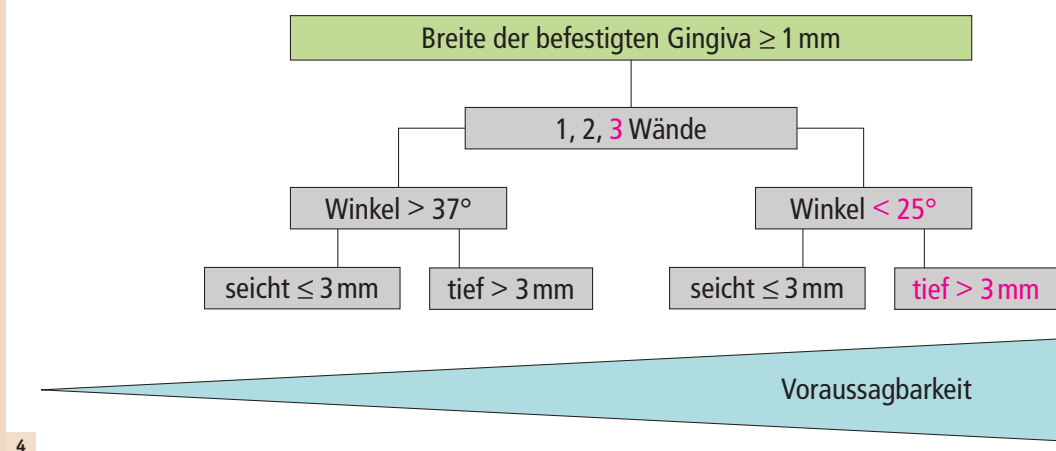 Breite der befestigten Gingiva ≥ 1 mm
1, 2, 3 Wände
Winkel > 37°
Winkel < 25°
seicht ≤ 3 mm
tief > 3 mm
seicht ≤ 3 mm
tief > 3 mm
Voraussagbarkeit
4